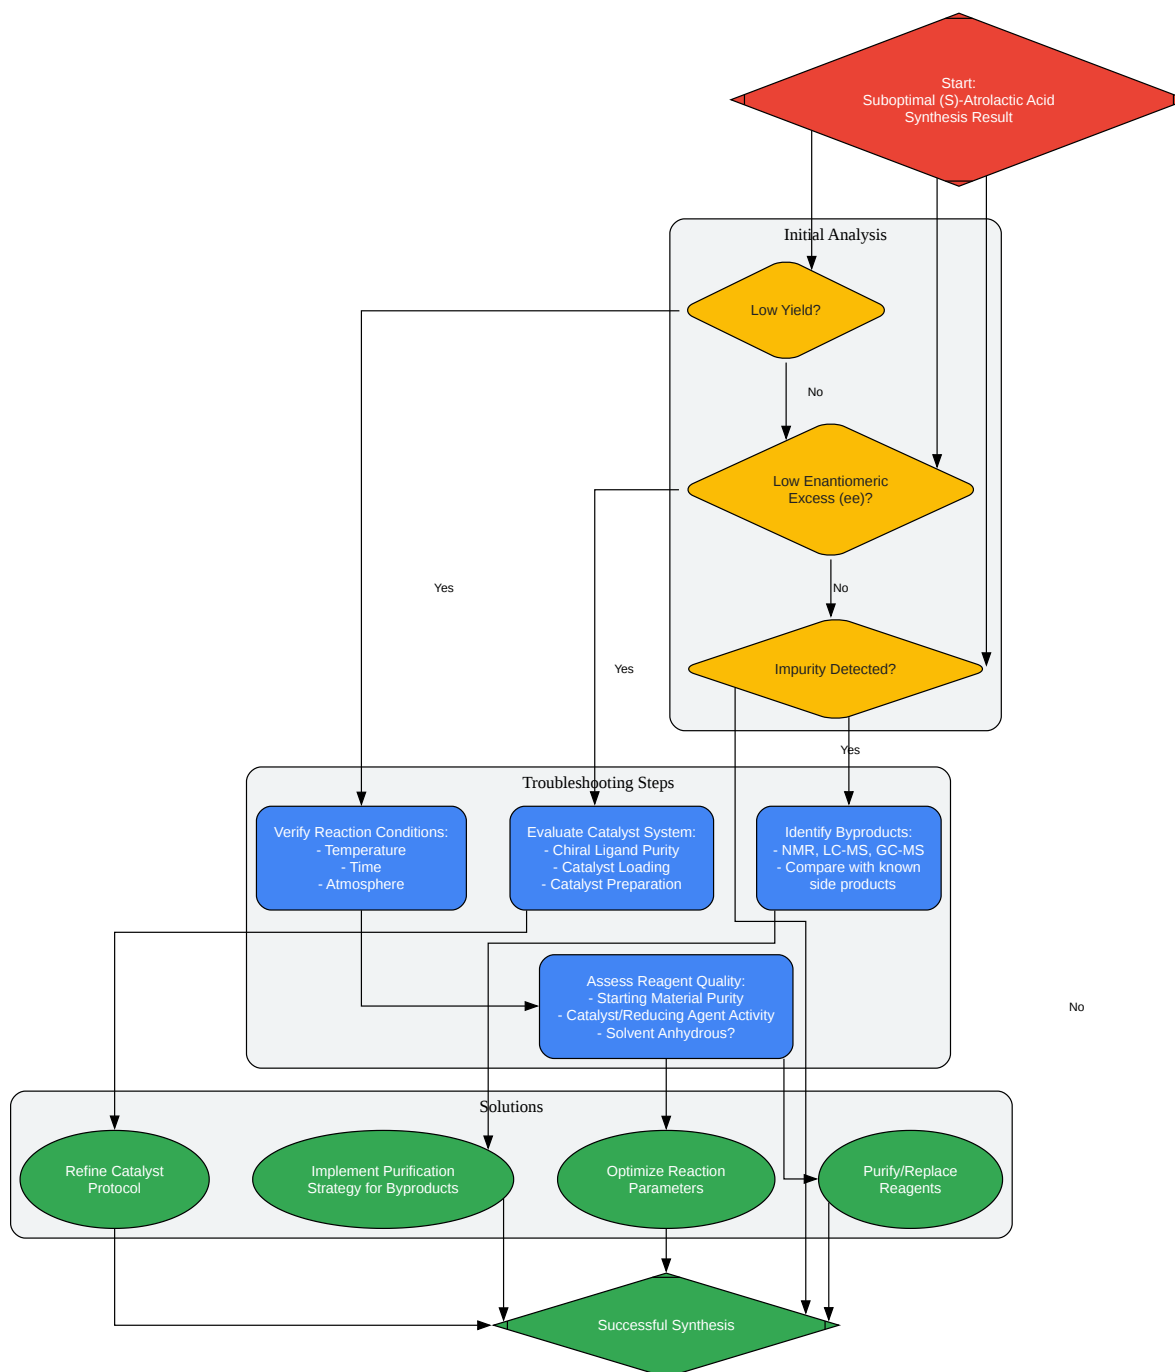 Start:
Suboptimal (S)-Atrolactic Acid
Synthesis Result
Initial Analysis
Low Yield?
No
Low Enantiomeric
Excess (ee)?
Yes
No
Yes
Impurity Detected?
Yes
Troubleshooting Steps
Verify Reaction Conditions:
- Temperature
- Time
- Atmosphere
Evaluate Catalyst System:
- Chiral Ligand Purity
- Catalyst Loading
- Catalyst Preparation
Identify Byproducts:
- NMR, LC-MS, GC-MS
- Compare with known
side products
Assess Reagent Quality:
- Starting Material Purity
- Catalyst/Reducing Agent Activity
- Solvent Anhydrous?
No
Solutions
Refine Catalyst
Protocol
Implement Purification
Strategy for Byproducts
Optimize Reaction
Parameters
Purify/Replace
Reagents
Successful Synthesis